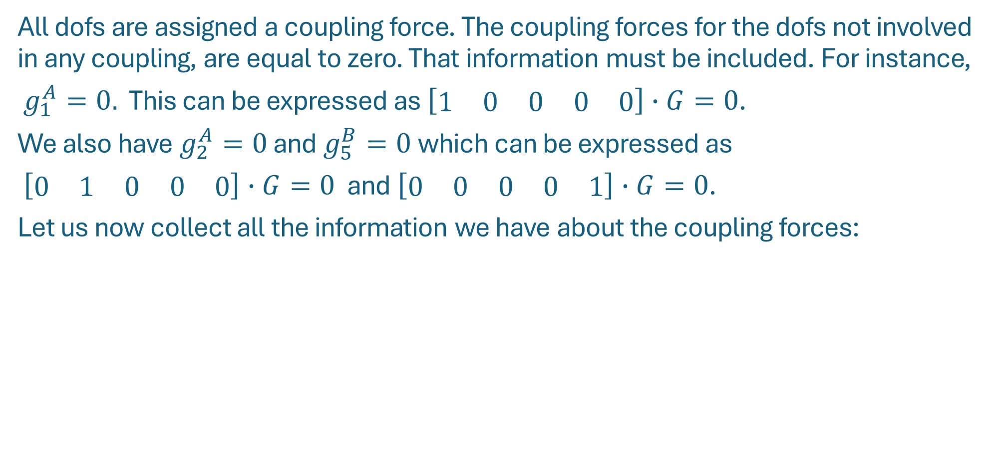 All dofs are assigned a coupling force. The coupling forces for the dofs not involved
in any coupling, are equal to zero. That information must be included. For instance,
$g_1^A = 0.$ This can be expressed as $[1 \quad 0 \quad 0 \quad 0 \quad 0] \cdot G = 0.$
We also have $g_2^A = 0$ and $g_5^B = 0$ which can be expressed as
$[0 \quad 1 \quad 0 \quad 0 \quad 0] \cdot G = 0$ and $[0 \quad 0 \quad 0 \quad 0 \quad 1] \cdot G = 0.$
Let us now collect all the information we have about the coupling forces: